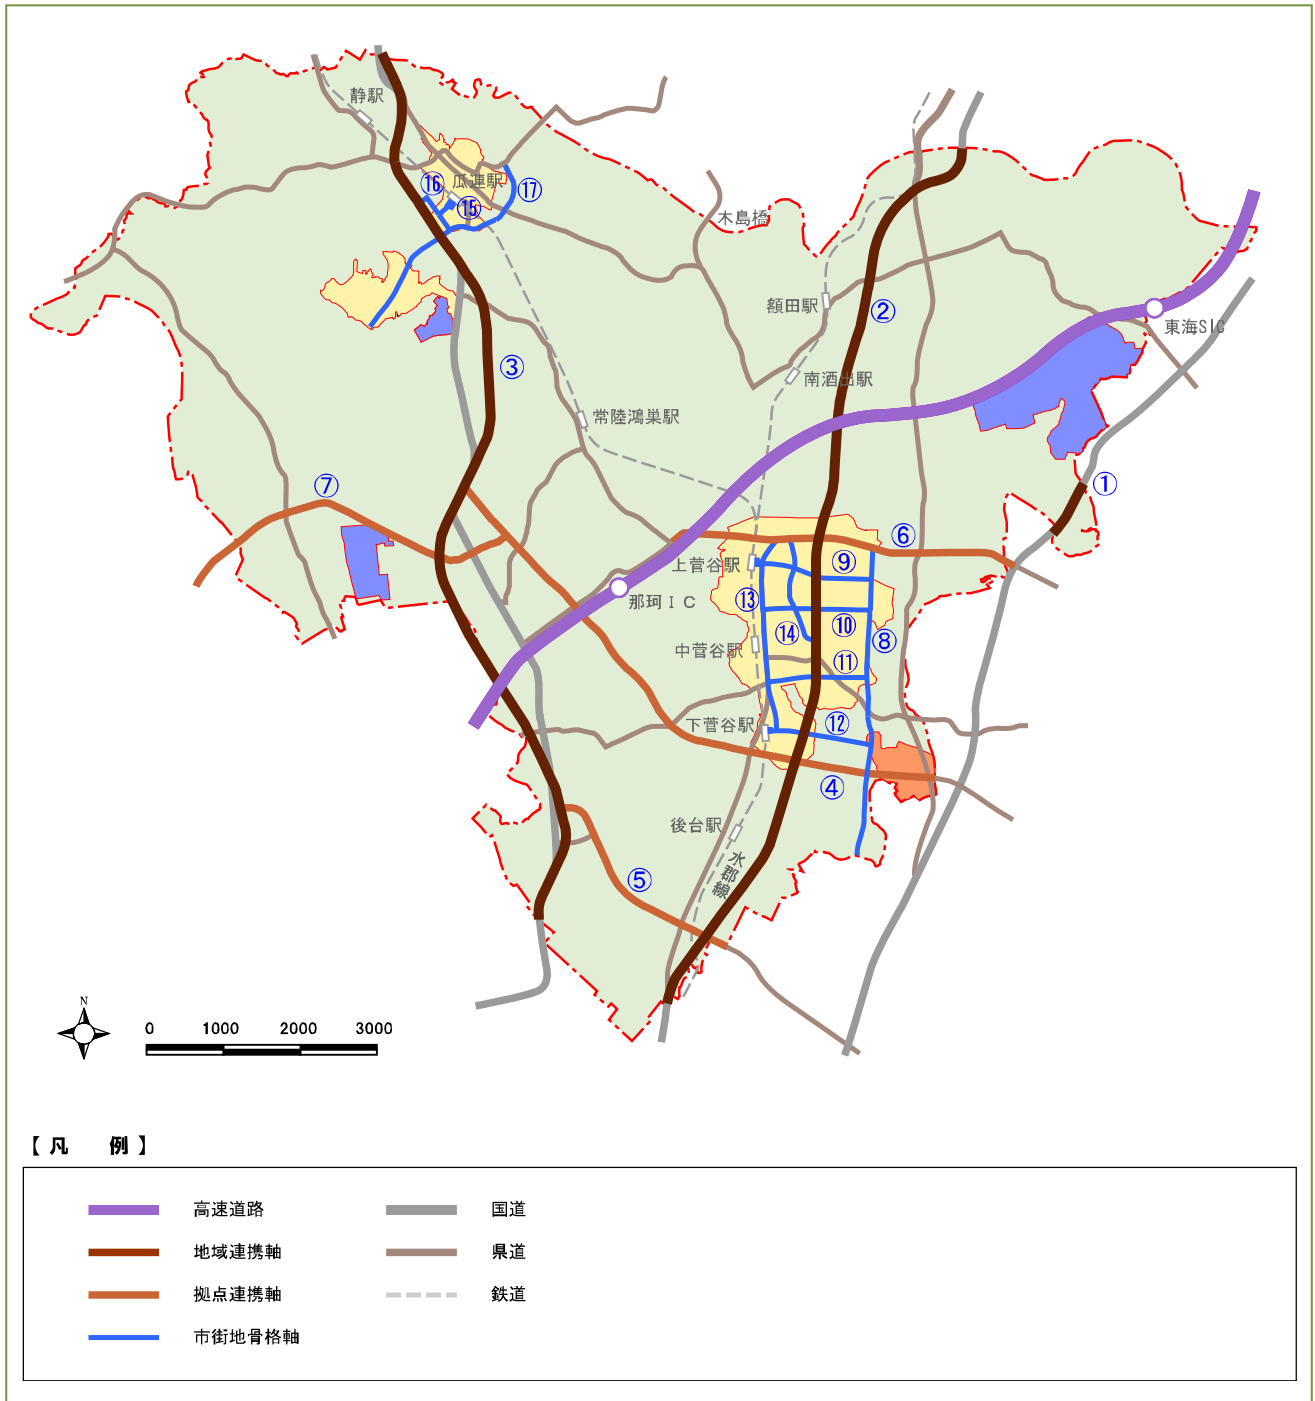 静駅
⑯
瓜連駅
⑰
⑮
木島橋
額田駅
②
東海SIC
③
南酒出駅
常陸鴻巣駅
⑦
①
⑥
上菅谷駅
⑨
那珂ＩＣ
⑬
⑩
⑭
⑧
中菅谷駅
⑪
下菅谷駅
⑫
④
後台駅
水郡線
⑤
N
0 1000 2000 3000
【凡 例】
高速道路 国道
地域連携軸 県道
拠点連携軸 鉄道
市街地骨格軸